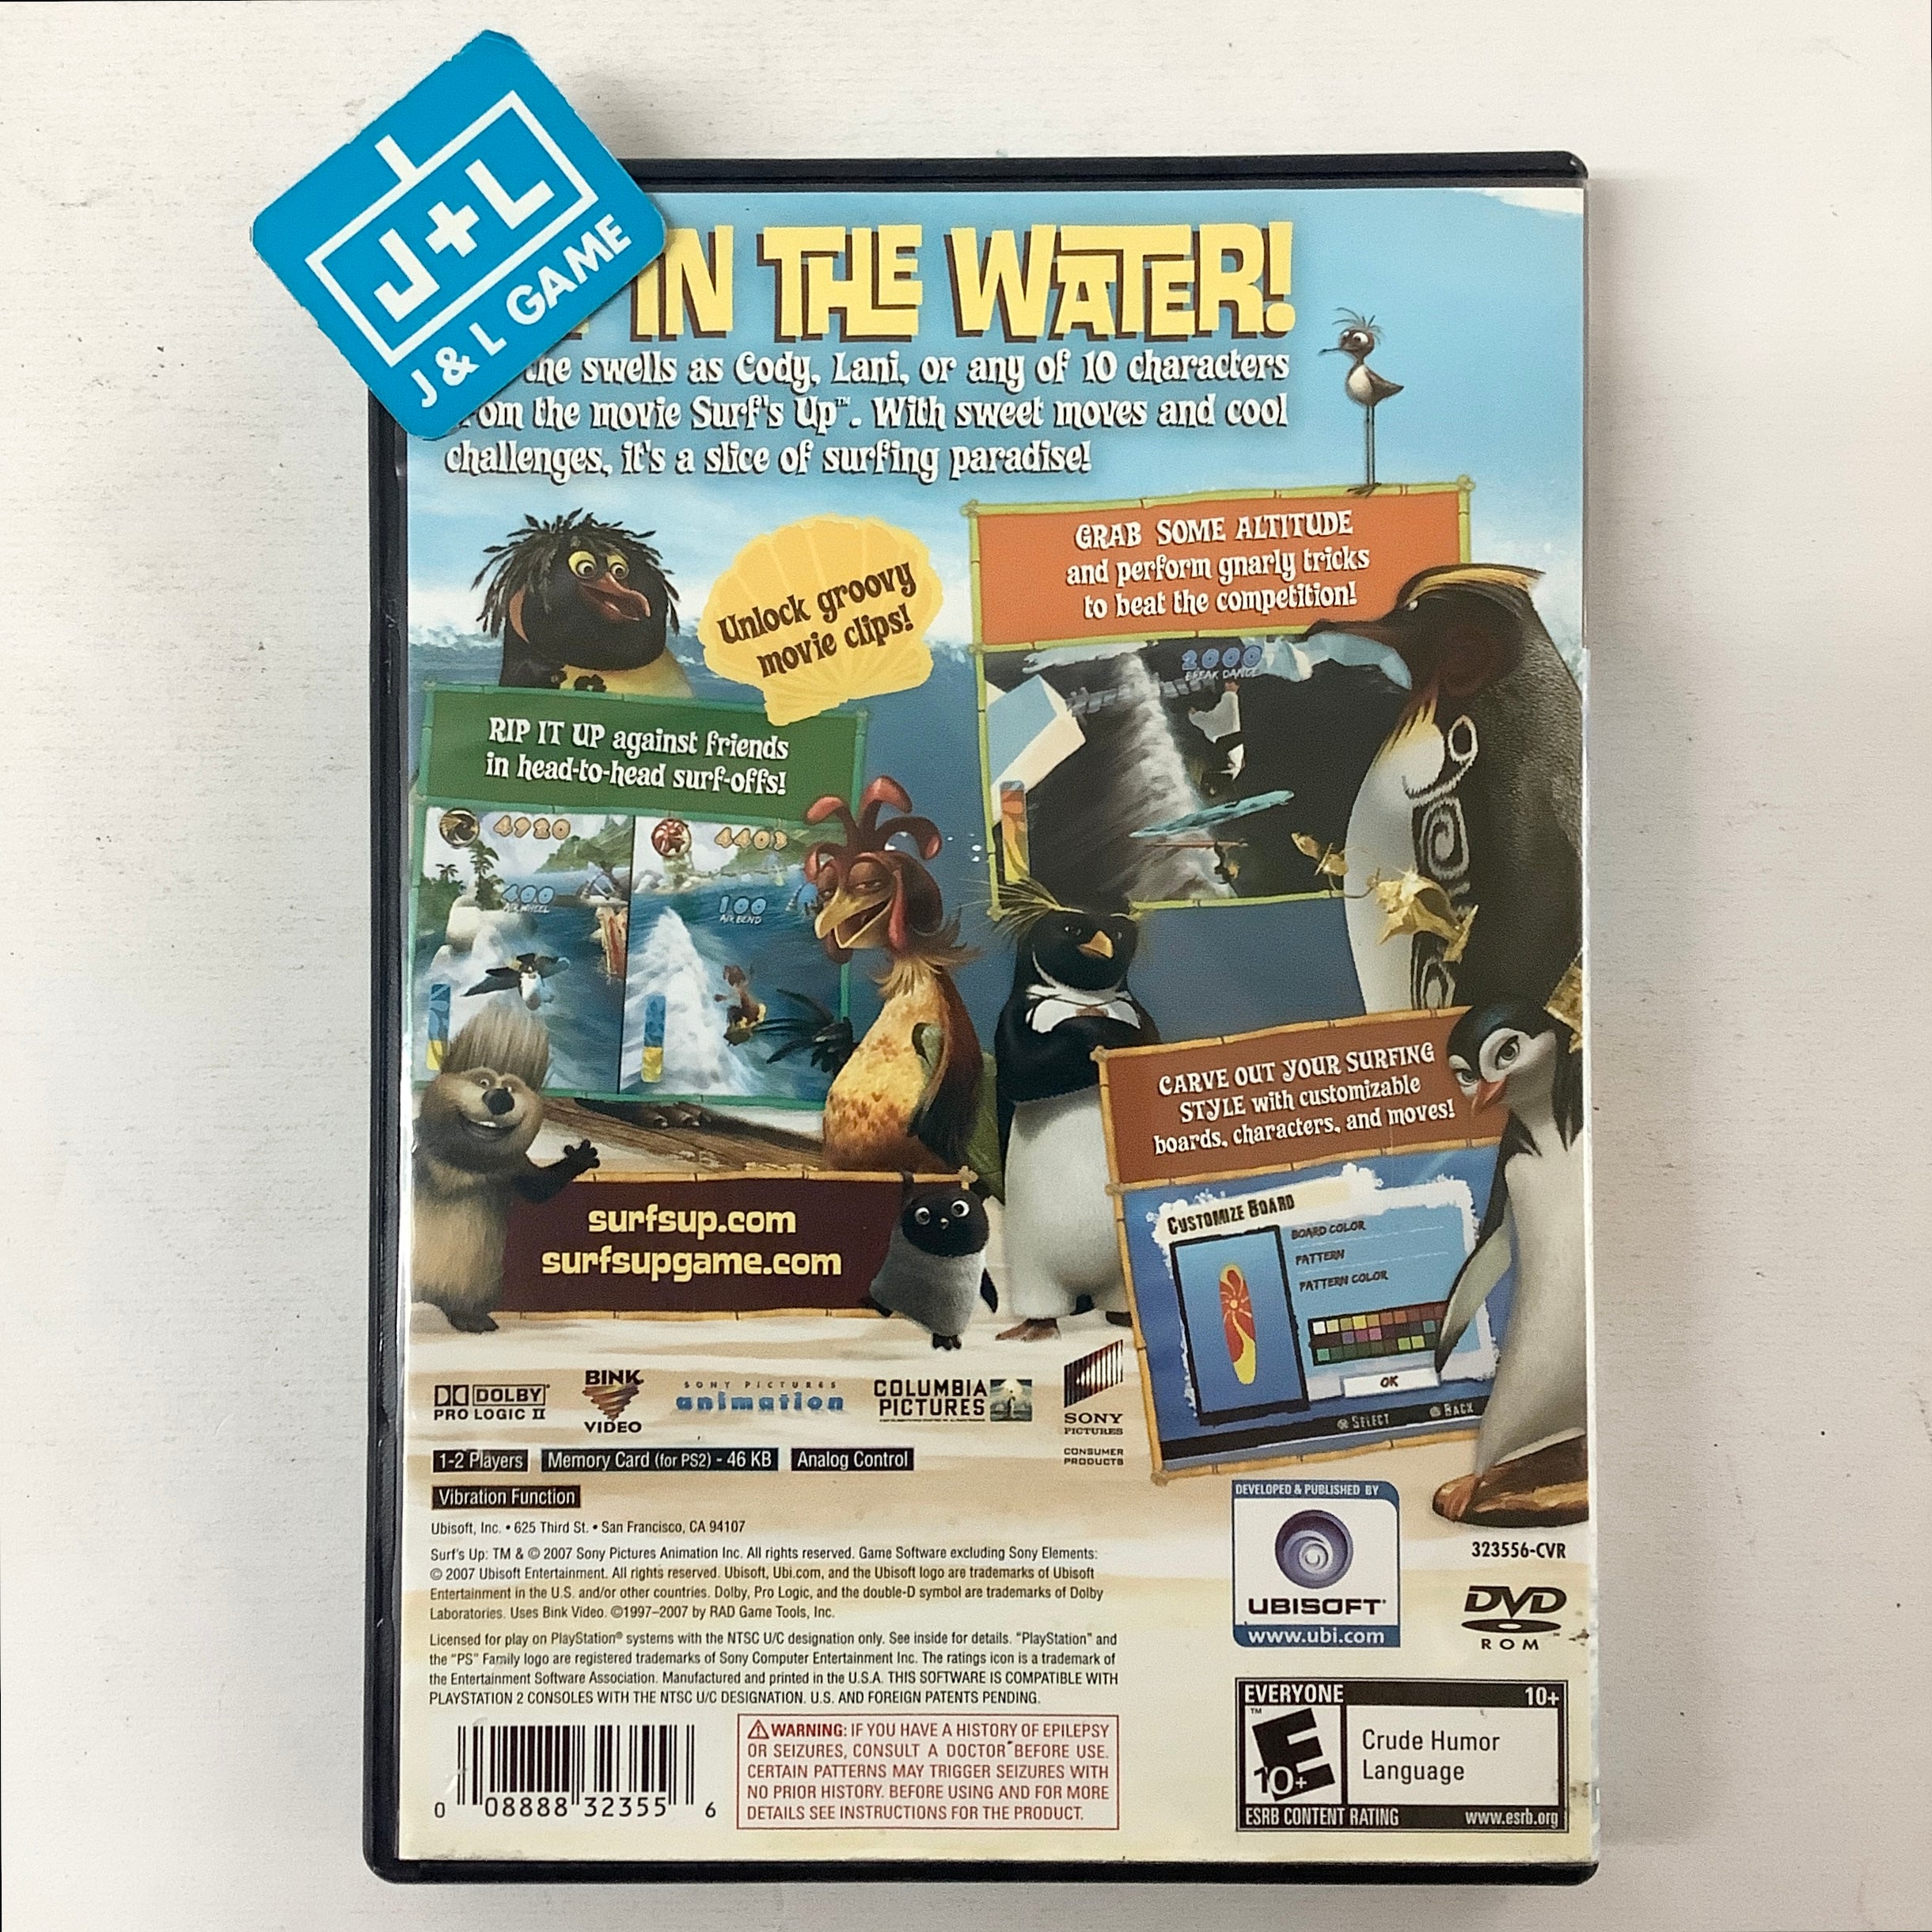 J+L
J & L GAME
IN THE WATER!
the swells as Cody, Lani, or any of 10 characters
from the movie Surf's Up™. With sweet moves and cool
challenges, it's a slice of surfing paradise!
Unlock groovy
movie clips!
GRAB SOME ALTITUDE
and perform gnarly tricks
to beat the competition!
2000
BREAK DANCE
RIP IT UP against friends
in head-to-head surf-offs!
4920
4403
400
AIR WHEEL
100
AIR BEND
CARVE OUT YOUR SURFING
STYLE with customizable
boards, characters, and moves!
CUSTOMIZE BOARD
BOARD COLOR
PATTERN
PATTERN COLOR
OK
SELECT
BACK
surfsup.com
surfsupgame.com
DOLBY
PRO LOGIC II
BINK
VIDEO
SONY PICTURES
animation
COLUMBIA
PICTURES
SONY
PICTURES
CONSUMER
PRODUCTS
1-2 Players
Memory Card (for PS2) - 46 KB
Analog Control
Vibration Function
Ubisoft, Inc. • 625 Third St. • San Francisco, CA 94107
Surf's Up: TM & © 2007 Sony Pictures Animation Inc. All rights reserved. Game Software excluding Sony Elements:
© 2007 Ubisoft Entertainment. All rights reserved. Ubisoft, Ubi.com, and the Ubisoft logo are trademarks of Ubisoft
Entertainment in the U.S. and/or other countries. Dolby, Pro Logic, and the double-D symbol are trademarks of Dolby
Laboratories. Uses Bink Video. ©1997–2007 by RAD Game Tools, Inc.
Licensed for play on PlayStation® systems with the NTSC U/C designation only. See inside for details. "PlayStation" and
the "PS" Family logo are registered trademarks of Sony Computer Entertainment Inc. The ratings icon is a trademark of
the Entertainment Software Association. Manufactured and printed in the U.S.A. THIS SOFTWARE IS COMPATIBLE WITH
PLAYSTATION 2 CONSOLES WITH THE NTSC U/C DESIGNATION. U.S. AND FOREIGN PATENTS PENDING.
0 08888 32355 6
WARNING: IF YOU HAVE A HISTORY OF EPILEPSY
OR SEIZURES, CONSULT A DOCTOR BEFORE USE.
CERTAIN PATTERNS MAY TRIGGER SEIZURES WITH
NO PRIOR HISTORY. BEFORE USING AND FOR MORE
DETAILS SEE INSTRUCTIONS FOR THE PRODUCT.
DEVELOPED & PUBLISHED BY
UBISOFT
www.ubi.com
323556-CVR
DVD
ROM
EVERYONE 10+
E
10+
Crude Humor
Language
ESRB CONTENT RATING www.esrb.org